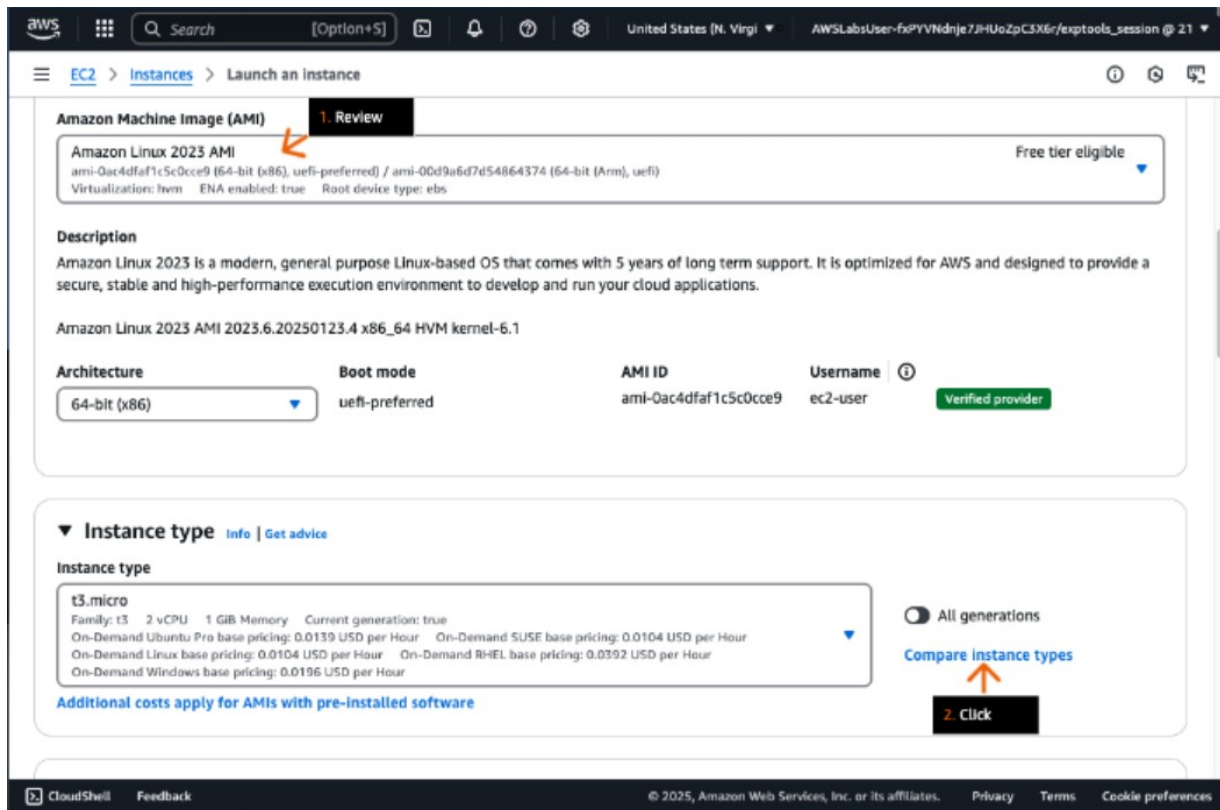 aws
Search [Option+S]
United States (N. Virgi
AWSLabsUser-fxPYVNdnje7JHUoZpC3X6r/exptools_session @ 21
EC2 > Instances > Launch an instance
Amazon Machine Image (AMI)
1. Review
Amazon Linux 2023 AMI
Free tier eligible
ami-0ac4dfaf1c5c0cce9 (64-bit (x86), uefi-preferred) / ami-00d9a6d7d54864374 (64-bit (Arm), uefi)
Virtualization: hvm ENA enabled: true Root device type: ebs
Description
Amazon Linux 2023 is a modern, general purpose Linux-based OS that comes with 5 years of long term support. It is optimized for AWS and designed to provide a
secure, stable and high-performance execution environment to develop and run your cloud applications.
Amazon Linux 2023 AMI 2023.6.20250123.4 x86_64 HVM kernel-6.1
Architecture Boot mode AMI ID Username
64-bit (x86) uefi-preferred ami-0ac4dfaf1c5c0cce9 ec2-user Verified provider
Instance type Info | Get advice
Instance type
t3.micro
Family: t3 2 vCPU 1 GiB Memory Current generation: true
On-Demand Ubuntu Pro base pricing: 0.0139 USD per Hour On-Demand SUSE base pricing: 0.0104 USD per Hour
On-Demand Linux base pricing: 0.0104 USD per Hour On-Demand RHEL base pricing: 0.0392 USD per Hour
On-Demand Windows base pricing: 0.0196 USD per Hour
All generations
Compare instance types
Additional costs apply for AMIs with pre-installed software
2. Click
CloudShell Feedback © 2025, Amazon Web Services, Inc. or its affiliates. Privacy Terms Cookie preferences